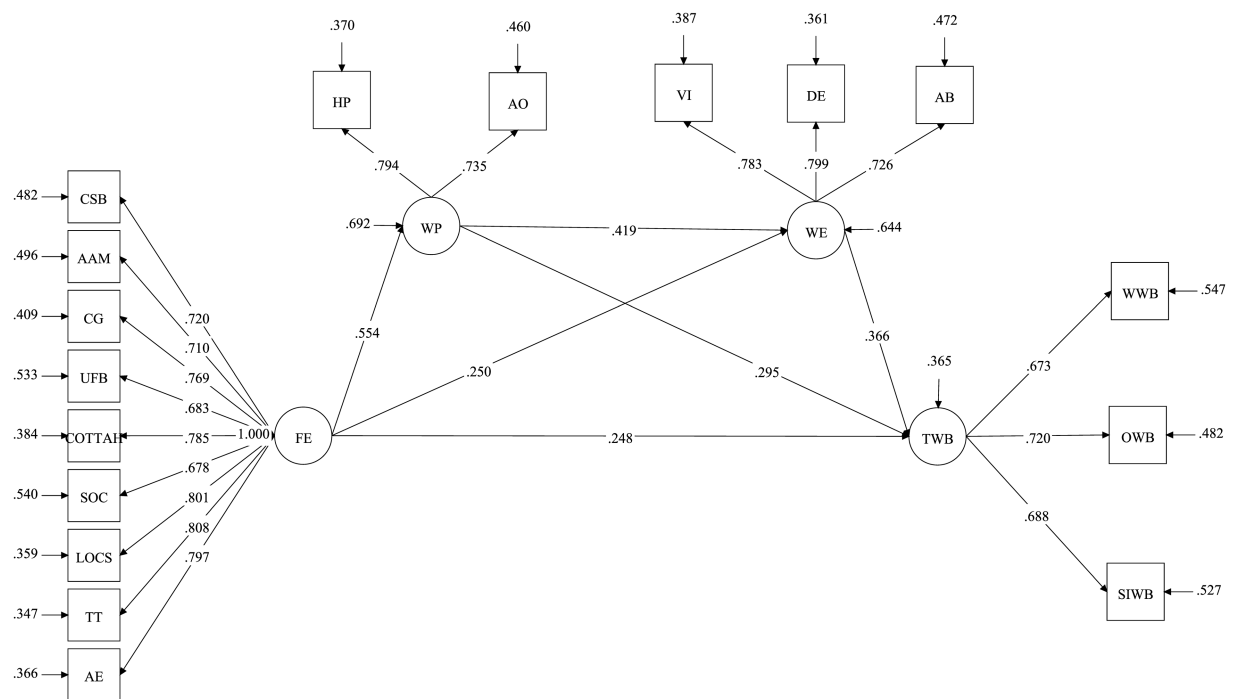 .370
.460
.387
.361
.472
HP
AO
VI
DE
AB
.794
.735
.783
.799
.726
.482
CSB
.692
WP
.419
WE
.644
.496
AAM
.409
CG
.720
.710
.554
.366
WWB
.547
.533
UFB
.769
.250
.295
.365
.673
.683
.384
COTTAH
.785
1.000
FE
.248
TWB
.720
OWB
.482
.678
.540
SOC
.801
.688
.808
.359
LOCS
.797
SIWB
.527
.347
TT
.366
AE